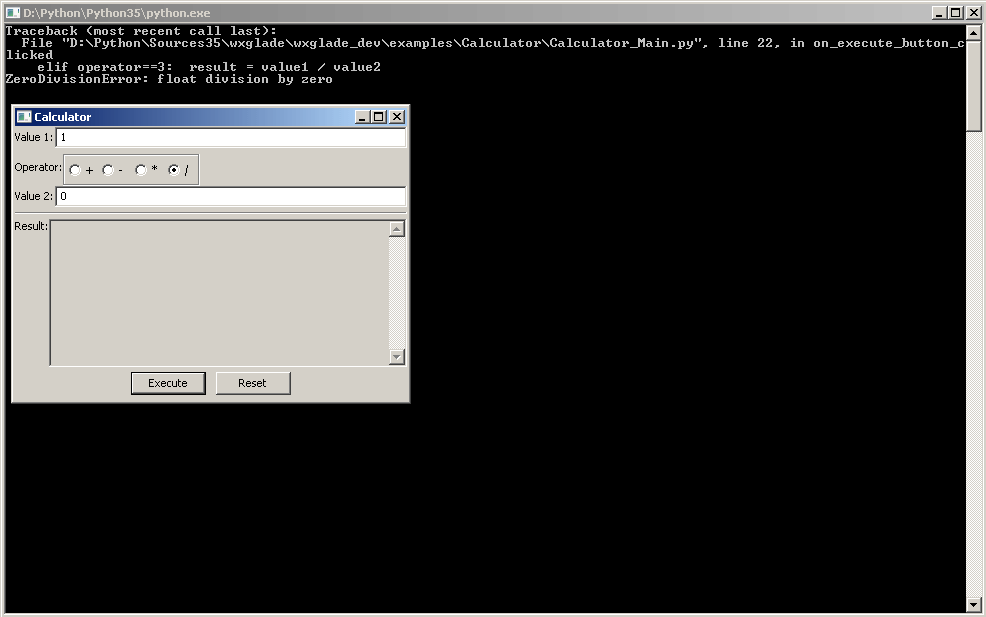 D:\Python\Python35\python.exe
Traceback (most recent call last):
  File "D:\Python\Sources35\wxglade\wxglade_dev\examples\Calculator\Calculator_Main.py", line 22, in on_execute_button_c
licked
    elif operator==3:  result = value1 / value2
ZeroDivisionError: float division by zero
Calculator
Value 1: 1
Operator: + - * /
Value 2: 0
Result:
Execute Reset